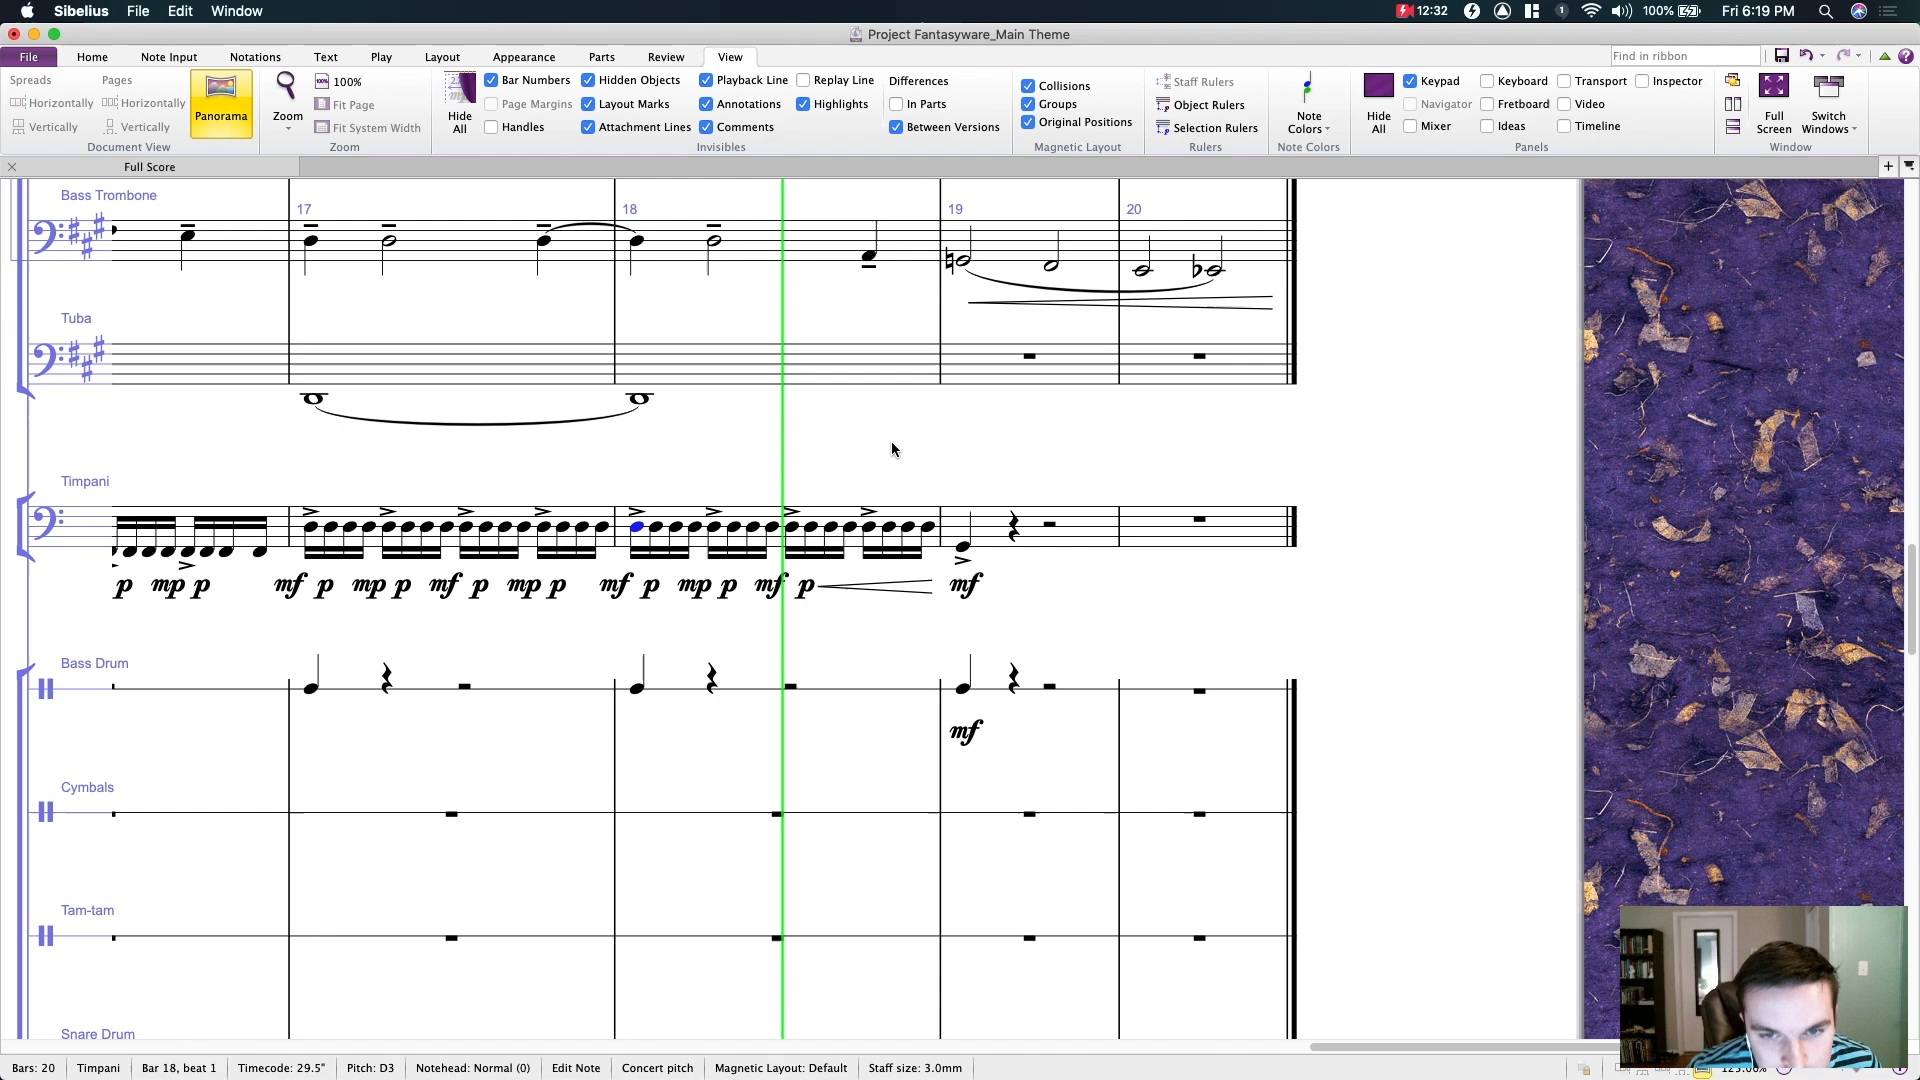 Sibelius File Edit Window 12:32 1 100% Fri 6:19 PM
Project Fantasyware_Main Theme
File Home Note Input Notations Text Play Layout Appearance Parts Review View Find in ribbon
Spreads Pages 100% Bar Numbers Hidden Objects Playback Line Replay Line Differences Collisions Staff Rulers Keypad Keyboard Transport Inspector
Horizontally Horizontally Panorama Zoom Fit Page Hide All Page Margins Layout Marks Annotations Highlights In Parts Groups Object Rulers Note Colors Hide All Navigator Fretboard Video Full Screen Switch Windows
Vertically Vertically Fit System Width Handles Attachment Lines Comments Between Versions Original Positions Selection Rulers Mixer Ideas Timeline
Document View Zoom Invisibles Magnetic Layout Rulers Note Colors Panels Window
Full Score
Bass Trombone
17 18 19 20
Tuba
Timpani
p mp p mf p mp p mf p mp p mf p mp p mf p mf
Bass Drum
mf
Cymbals
Tam-tam
Snare Drum
Bars: 20 Timpani Bar 18, beat 1 Timecode: 29.5" Pitch: D3 Notehead: Normal (0) Edit Note Concert pitch Magnetic Layout: Default Staff size: 3.0mm